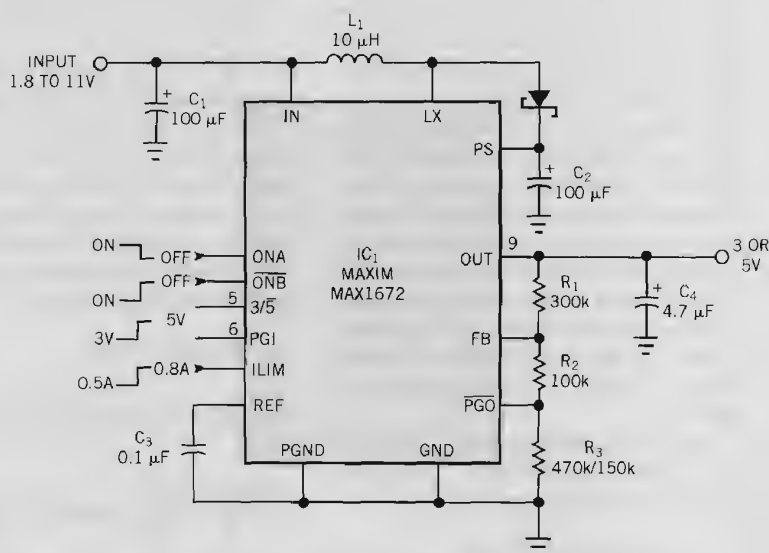 L1
10 μH
INPUT
1.8 TO 11V
+
C1
100 μF
IN
LX
PS
+
C2
100 μF
ON
OFF
ONA
ON
OFF
O̅N̅B̅
5
3/5̅
3V
5V
6
PGI
0.5A
0.8A
ILIM
REF
C3
0.1 μF
IC1
MAXIM
MAX1672
9
OUT
3 OR
5V
R1
300k
+
C4
4.7 μF
FB
R2
100k
P̅G̅O̅
R3
470k/150k
PGND
GND